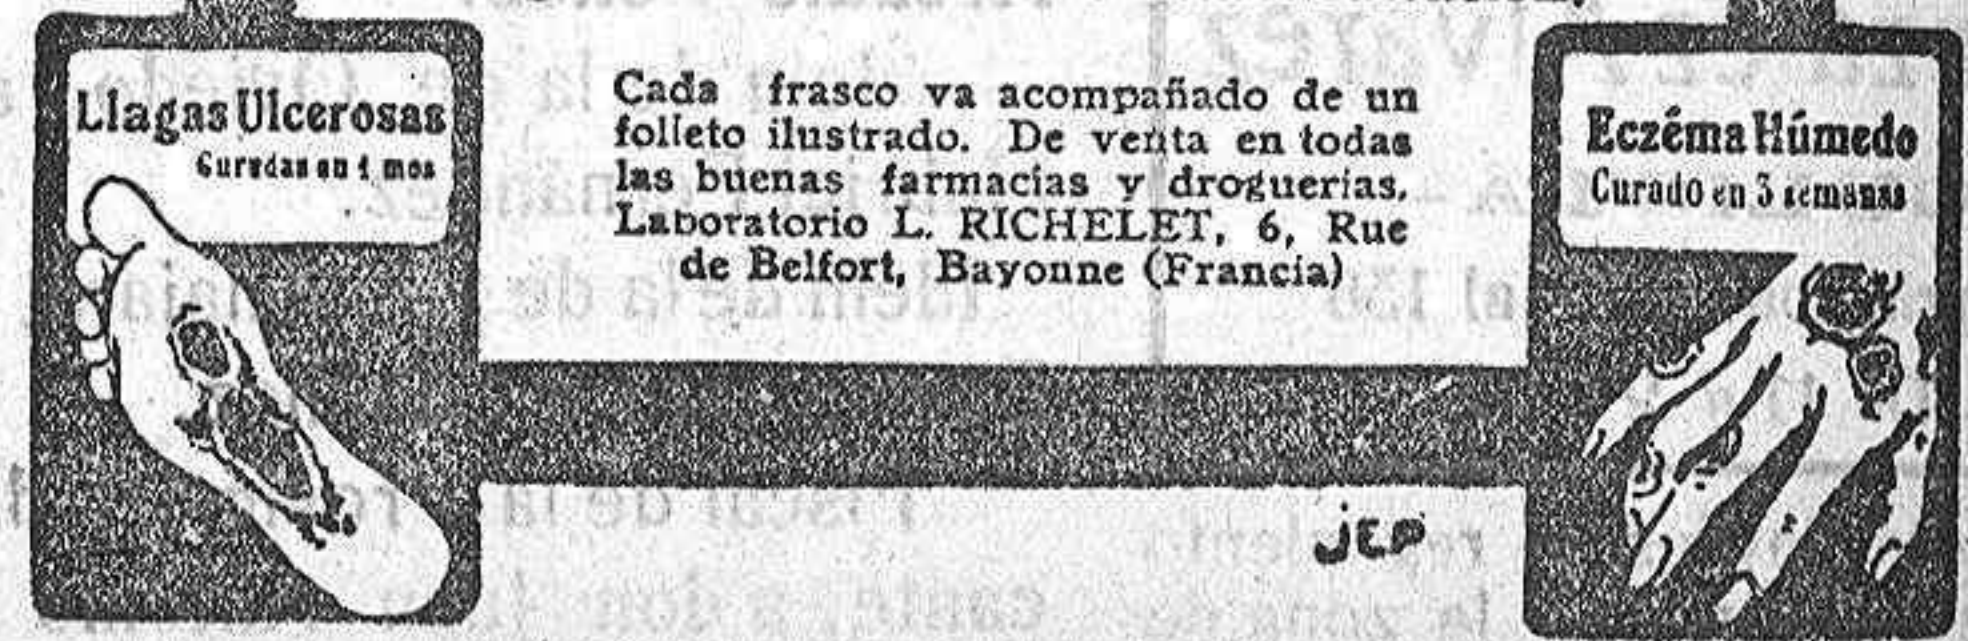 Llagas Ulcerosas
Curadas en 1 mes
Cada frasco va acompañado de un
folleto ilustrado. De venta en todas
las buenas farmacias y droguerias.
Laboratorio L. RICHELET, 6, Rue
de Belfort, Bayonne (Francia)
Eczéma Húmedo
Curado en 3 semanas
JEP